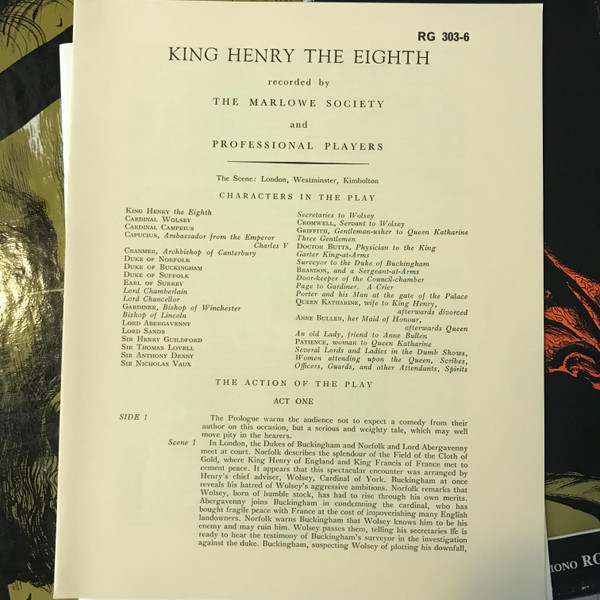 RG 303-6
KING HENRY THE EIGHTH
recorded by
THE MARLOWE SOCIETY
and
PROFESSIONAL PLAYERS
The Scene: London, Westminster, Kimbolton
CHARACTERS IN THE PLAY
KING HENRY the Eighth
CARDINAL WOLSEY
CARDINAL CAMPEIUS
CAPUCIUS, Ambassador from the Emperor
Charles V
CRANMER, Archbishop of Canterbury
DUKE OF NORFOLK
DUKE OF BUCKINGHAM
DUKE OF SUFFOLK
EARL OF SURREY
Lord Chamberlain
Lord Chancellor
GARDINER, Bishop of Winchester
Bishop of Lincoln
LORD ABERGAVENNY
LORD SANDS
SIR HENRY GUILDFORD
SIR THOMAS LOVELL
SIR ANTHONY DENNY
SIR NICHOLAS VAUX
Secretaries to Wolsey
CROMWELL, Servant to Wolsey
GRIFFITH, Gentleman-usher to Queen Katharine
Three Gentlemen
DOCTOR BUTTS, Physician to the King
Garter King-at-Arms
Surveyor to the Duke of Buckingham
BRANDON, and a Sergeant-at-Arms
Door-keeper of the Council-chamber
Page to Gardiner. A Crier
Porter and his Man at the gate of the Palace
QUEEN KATHARINE, wife to King Henry,
afterwards divorced
ANNE BULLEN, her Maid of Honour,
afterwards Queen
An old Lady, friend to Anne Bullen
PATIENCE, woman to Queen Katharine
Several Lords and Ladies in the Dumb Shows,
Women attending upon the Queen, Scribes,
Officers, Guards, and other Attendants, Spirits
THE ACTION OF THE PLAY
ACT ONE
SIDE 1 The Prologue warns the audience not to expect a comedy from their
author on this occasion, but a serious and weighty tale, which may well
move pity in the hearers.
Scene 1 In London, the Dukes of Buckingham and Norfolk and Lord Abergavenny
meet at court. Norfolk describes the splendour of the Field of the Cloth of
Gold, where King Henry of England and King Francis of France met to
cement peace. It appears that this spectacular encounter was arranged by
Henry's chief adviser, Wolsey, Cardinal of York. Buckingham at once
reveals his hatred of Wolsey's aggressive ambitions. Norfolk remarks that
Wolsey, born of humble stock, has had to rise through his own merits.
Abergavenny joins Buckingham in condemning the cardinal, who has
bought fragile peace with France at the cost of impoverishing many English
landowners. Norfolk warns Buckingham that Wolsey knows him to be his
enemy and may ruin him. Wolsey passes them, telling his secretaries he is
ready to hear the testimony of Buckingham's surveyor in the investigation
against the duke. Buckingham, suspecting Wolsey of plotting his downfall,
MONO RG